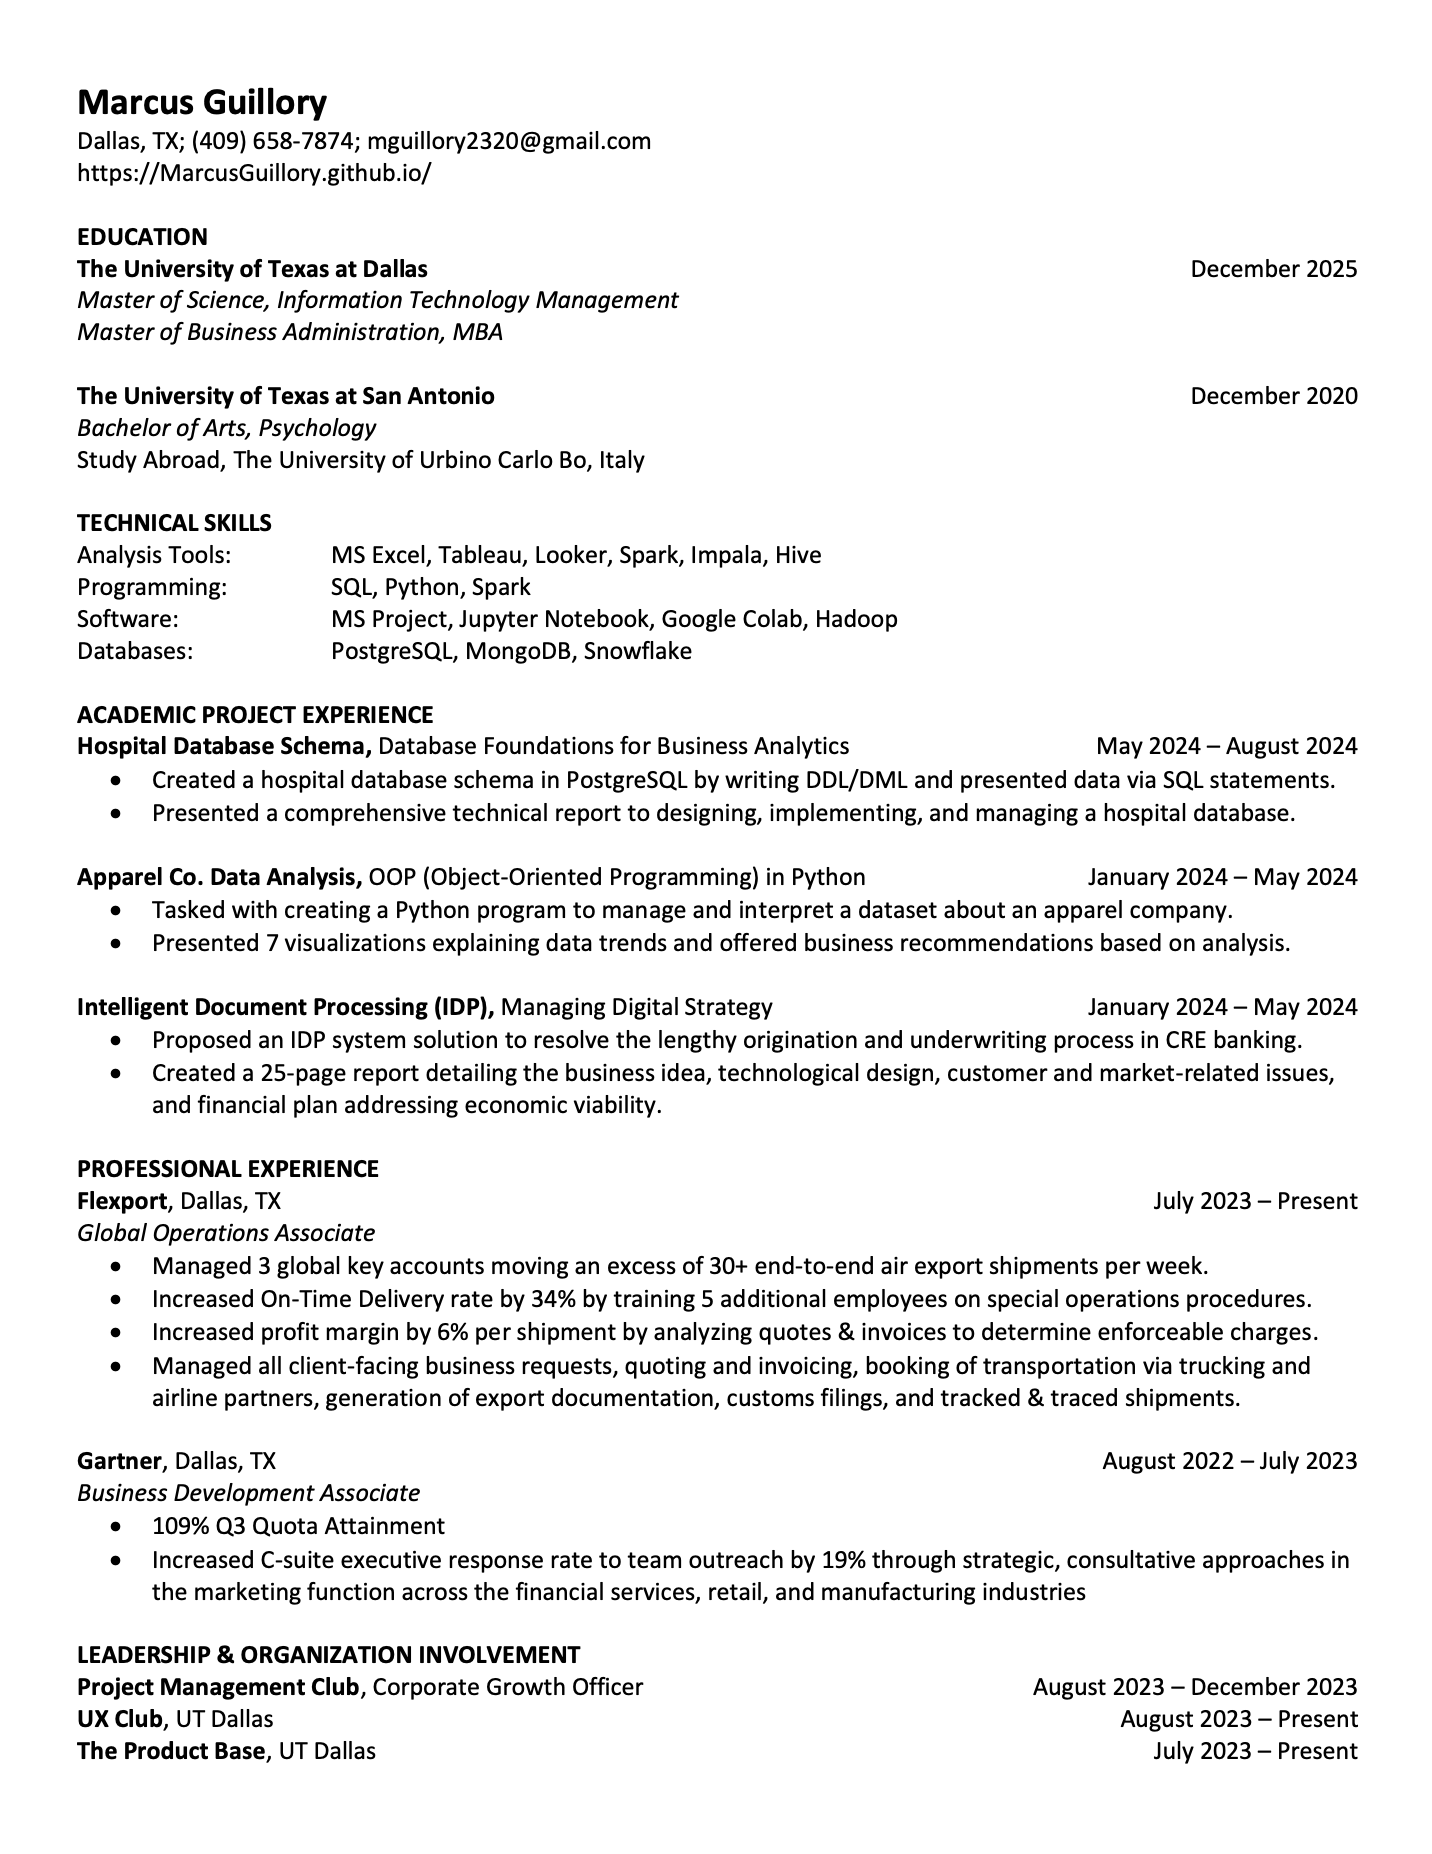 Marcus Guillory
Dallas, TX; (409) 658-7874; mguillory2320@gmail.com
https://MarcusGuillory.github.io/
EDUCATION
The University of Texas at Dallas December 2025
Master of Science, Information Technology Management
Master of Business Administration, MBA
The University of Texas at San Antonio December 2020
Bachelor of Arts, Psychology
Study Abroad, The University of Urbino Carlo Bo, Italy
TECHNICAL SKILLS
Analysis Tools: MS Excel, Tableau, Looker, Spark, Impala, Hive
Programming: SQL, Python, Spark
Software: MS Project, Jupyter Notebook, Google Colab, Hadoop
Databases: PostgreSQL, MongoDB, Snowflake
ACADEMIC PROJECT EXPERIENCE
Hospital Database Schema, Database Foundations for Business Analytics May 2024 – August 2024
• Created a hospital database schema in PostgreSQL by writing DDL/DML and presented data via SQL statements.
• Presented a comprehensive technical report to designing, implementing, and managing a hospital database.
Apparel Co. Data Analysis, OOP (Object-Oriented Programming) in Python January 2024 – May 2024
• Tasked with creating a Python program to manage and interpret a dataset about an apparel company.
• Presented 7 visualizations explaining data trends and offered business recommendations based on analysis.
Intelligent Document Processing (IDP), Managing Digital Strategy January 2024 – May 2024
• Proposed an IDP system solution to resolve the lengthy origination and underwriting process in CRE banking.
• Created a 25-page report detailing the business idea, technological design, customer and market-related issues,
and financial plan addressing economic viability.
PROFESSIONAL EXPERIENCE
Flexport, Dallas, TX July 2023 – Present
Global Operations Associate
• Managed 3 global key accounts moving an excess of 30+ end-to-end air export shipments per week.
• Increased On-Time Delivery rate by 34% by training 5 additional employees on special operations procedures.
• Increased profit margin by 6% per shipment by analyzing quotes & invoices to determine enforceable charges.
• Managed all client-facing business requests, quoting and invoicing, booking of transportation via trucking and
airline partners, generation of export documentation, customs filings, and tracked & traced shipments.
Gartner, Dallas, TX August 2022 – July 2023
Business Development Associate
• 109% Q3 Quota Attainment
• Increased C-suite executive response rate to team outreach by 19% through strategic, consultative approaches in
the marketing function across the financial services, retail, and manufacturing industries
LEADERSHIP & ORGANIZATION INVOLVEMENT
Project Management Club, Corporate Growth Officer August 2023 – December 2023
UX Club, UT Dallas August 2023 – Present
The Product Base, UT Dallas July 2023 – Present